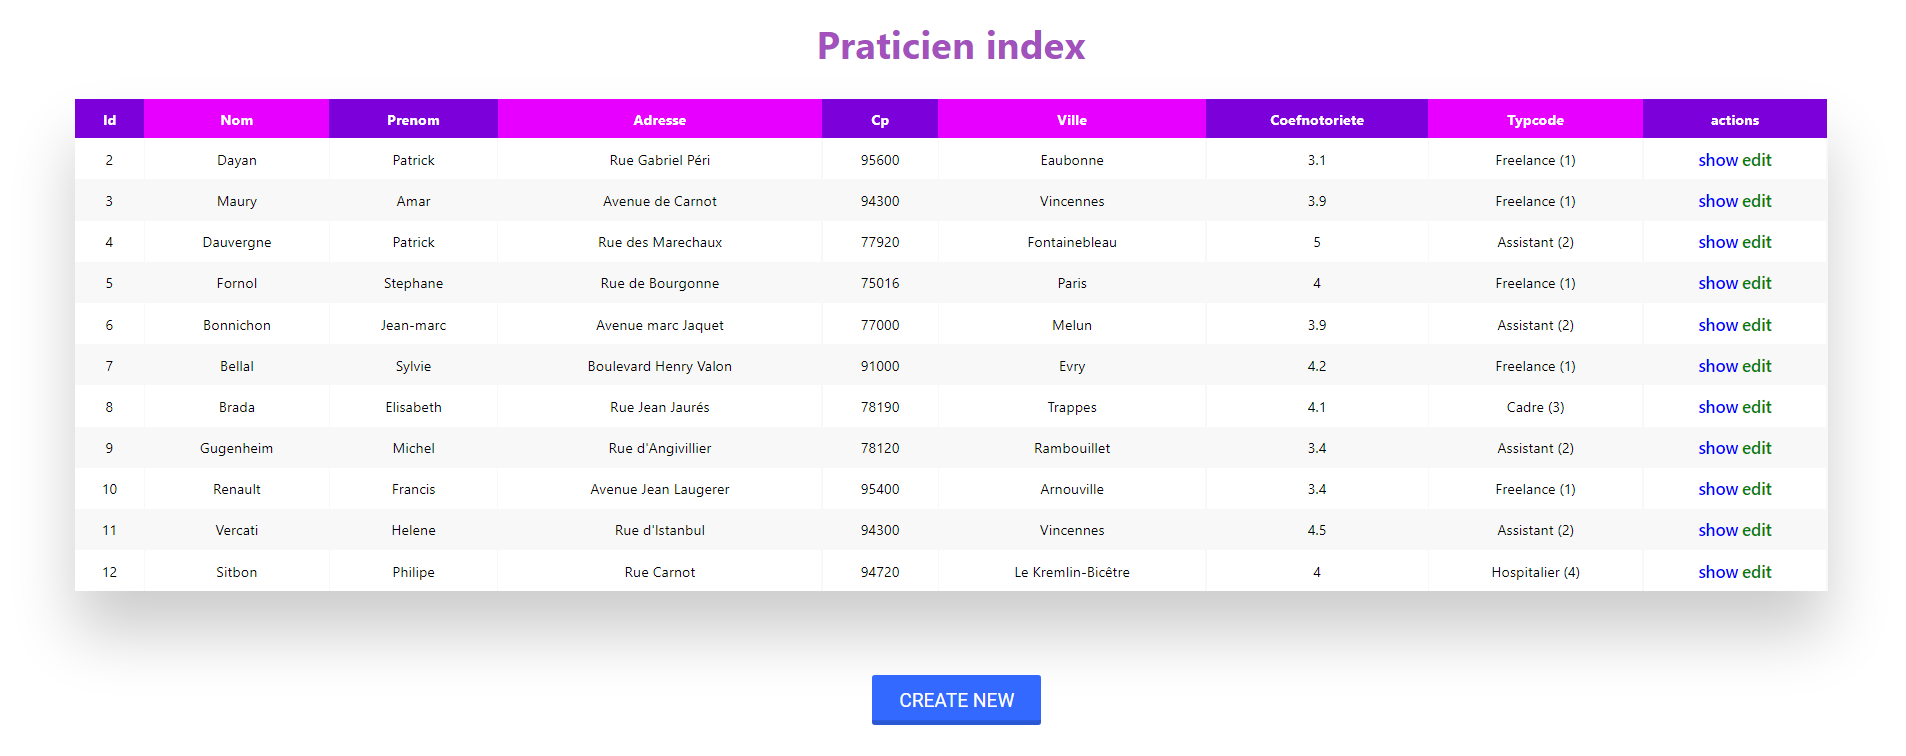 Praticien index
Id Nom Prenom Adresse Cp Ville Coefnotoriete Typcode actions
2 Dayan Patrick Rue Gabriel Péri 95600 Eaubonne 3.1 Freelance (1) show edit
3 Maury Amar Avenue de Carnot 94300 Vincennes 3.9 Freelance (1) show edit
4 Dauvergne Patrick Rue des Marechaux 77920 Fontainebleau 5 Assistant (2) show edit
5 Fornol Stephane Rue de Bourgonne 75016 Paris 4 Freelance (1) show edit
6 Bonnichon Jean-marc Avenue marc Jaquet 77000 Melun 3.9 Assistant (2) show edit
7 Bellal Sylvie Boulevard Henry Valon 91000 Evry 4.2 Freelance (1) show edit
8 Brada Elisabeth Rue Jean Jaurés 78190 Trappes 4.1 Cadre (3) show edit
9 Gugenheim Michel Rue d'Angivillier 78120 Rambouillet 3.4 Assistant (2) show edit
10 Renault Francis Avenue Jean Laugerer 95400 Arnouville 3.4 Freelance (1) show edit
11 Vercati Helene Rue d'Istanbul 94300 Vincennes 4.5 Assistant (2) show edit
12 Sitbon Philipe Rue Carnot 94720 Le Kremlin-Bicêtre 4 Hospitalier (4) show edit
CREATE NEW